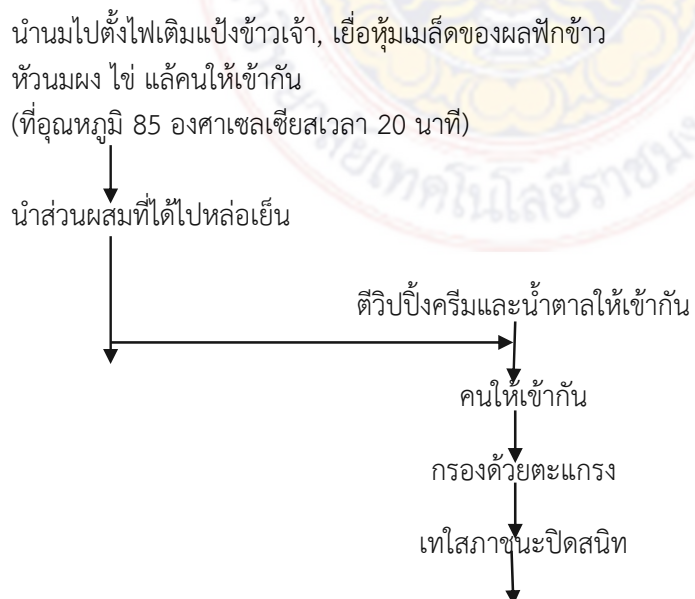 นำนมไปตั้งไฟเติมแป้งข้าวเจ้า, เยื่อหุ้มเมล็ดของผลฟักข้าว
หัวนมผง ไข่ แล้คนให้เข้ากัน
(ที่อุณหภูมิ 85 องศาเซลเซียสเวลา 20 นาที)
นำส่วนผสมที่ได้ไปหล่อเย็น
ตีวิปปิ้งครีมและน้ำตาลให้เข้ากัน
คนให้เข้ากัน
กรองด้วยตะแกรง
เทใสภาชนะปิดสนิท